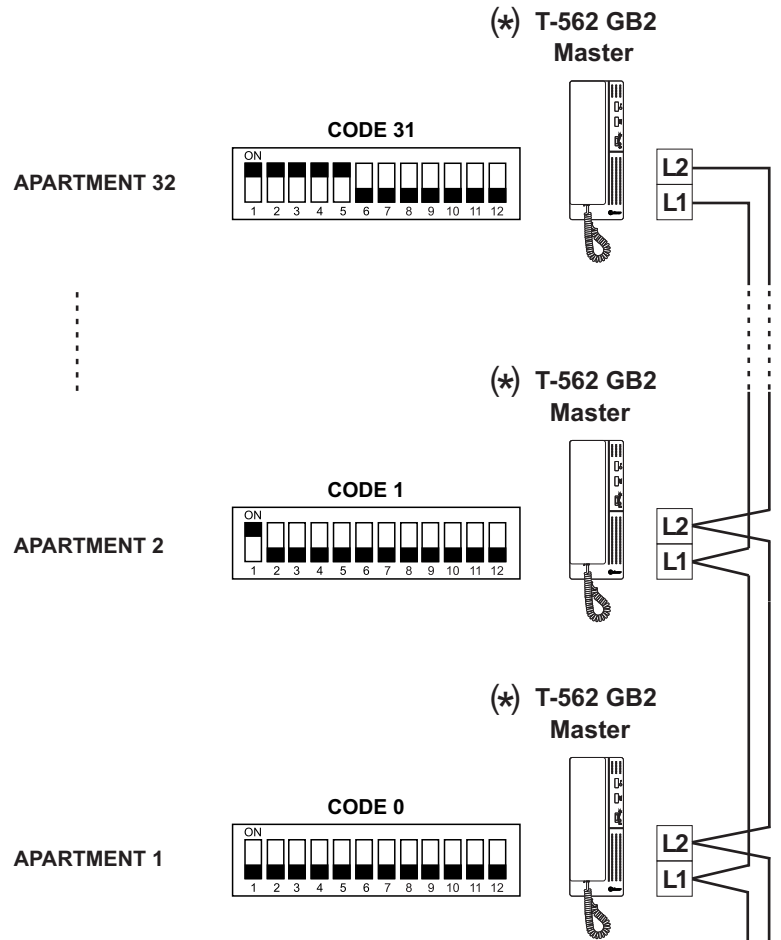 (*) T-562 GB2
Master
CODE 31
ON
1 2 3 4 5 6 7 8 9 10 11 12
APARTMENT 32
L2
L1
(*) T-562 GB2
Master
CODE 1
ON
1 2 3 4 5 6 7 8 9 10 11 12
APARTMENT 2
L2
L1
(*) T-562 GB2
Master
CODE 0
ON
1 2 3 4 5 6 7 8 9 10 11 12
APARTMENT 1
L2
L1